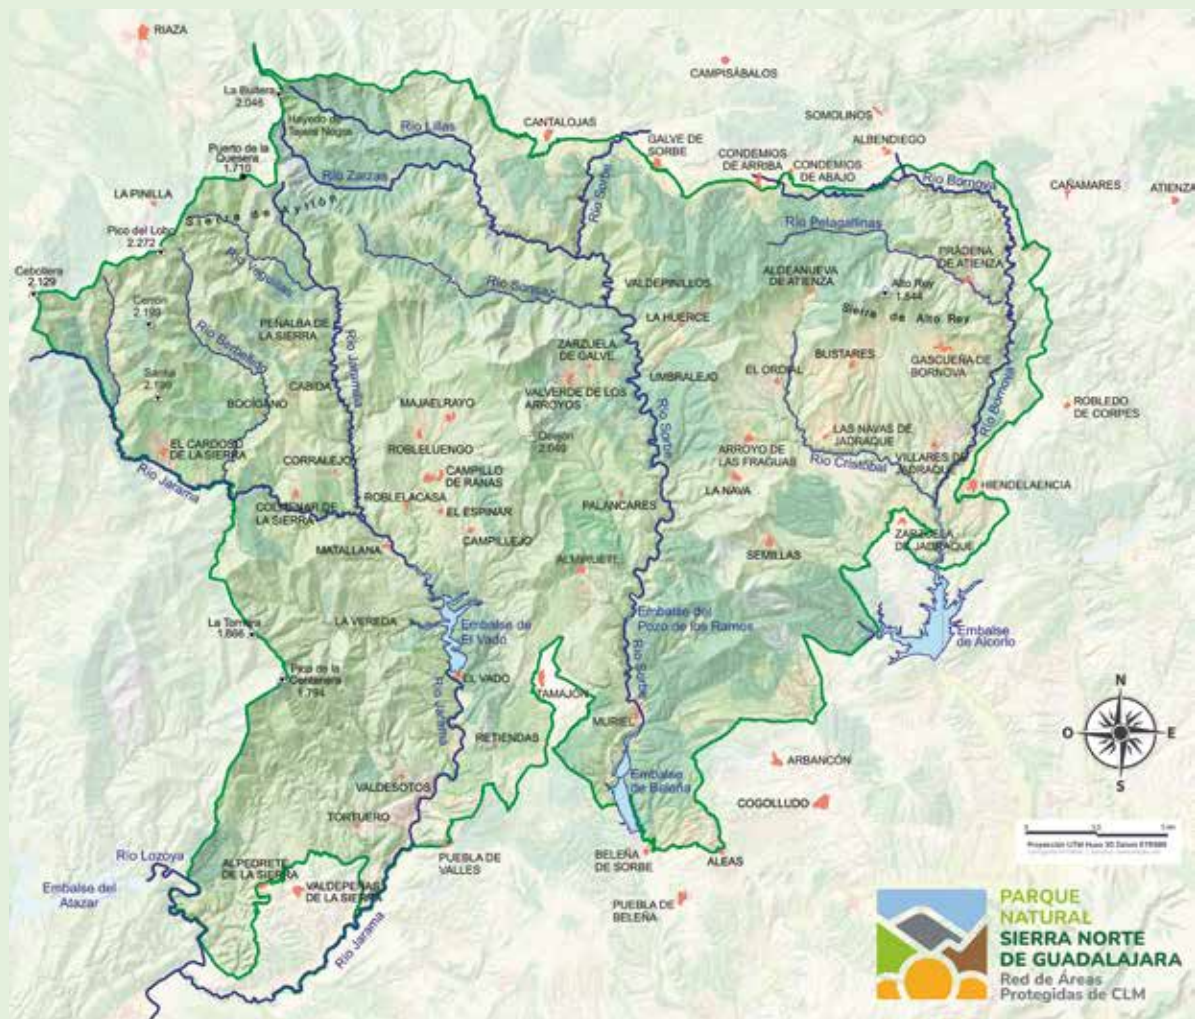 RIAZA
CAMPISÁBALOS
La Buitrera
2.046
Hayedo de
Tejera Negra
Río Lillas
CANTALOJAS
SOMOLINOS
ALBENDIEGO
GALVE DE
SORBE
CONDEMIOS
DE ARRIBA
CONDEMIOS
DE ABAJO
Puerto de la
Quesera
1.710
Río Zarzas
Río Sorbe
Río Bornova
CAÑAMARES
ATIENZA
LA PINILLA
Sierra de Ayllón
Río Pelagallinas
Pico del Lobo
2.272
PRÁDENA
DE ATIENZA
Cebollera
2.129
Río Veguillas
Río Sonsaz
VALDEPINILLOS
ALDEANUEVA
DE ATIENZA
Alto Rey
1.844
Sierra de Alto Rey
Cerrón
2.199
PEÑALBA DE
LA SIERRA
Río Berbellido
Río Jaramilla
LA HUERCE
ZARZUELA
DE GALVE
BUSTARES
GASCUEÑA DE
BORNOVA
UMBRALEJO
EL ORDIAL
CABIDA
BOCÍGANO
VALVERDE DE LOS
ARROYOS
MAJAELRAYO
Río Sorbe
Río Bornova
ROBLEDO
DE CORPES
ROBLELUENGO
Ocejón
2.049
LAS NAVAS DE
JADRAQUE
EL CARDOSO
DE LA SIERRA
CORRALEJO
ARROYO DE
LAS FRAGUAS
Río Cristóbal
VILLARES DE
JADRAQUE
CAMPILLO
DE RANAS
LA NAVA
HIENDELAENCIA
Río Jarama
ROBLELACASA
COLMENAR DE
LA SIERRA
EL ESPINAR
PALANCARES
CAMPILLEJO
MATALLANA
ZARZUELA
DE JADRAQUE
SEMILLAS
ALMIRUETE
LA VEREDA
Embalse de
El Vado
Embalse del
Pozo de los Ramos
La Tornera
1.866
Embalse
de Alcorlo
Pico de la
Centenera
1.794
EL VADO
TAMAJÓN
Río Sorbe
Río Jarama
MURIEL
RETIENDAS
N
O
E
S
ARBANCÓN
VALDESOTOS
Embalse
de Beleña
COGOLLUDO
TORTUERO
Río Lozoya
ALPEDRETE
DE LA SIERRA
VALDEPEÑAS
DE LA SIERRA
PUEBLA DE
VALLES
BELEÑA
DE SORBE
ALEAS
Embalse del
Atazar
Río Jarama
PUEBLA DE
BELEÑA
Proyección UTM Huso 30 Datum ETRS89
PARQUE
NATURAL
SIERRA NORTE
DE GUADALAJARA
Red de Áreas
Protegidas de CLM